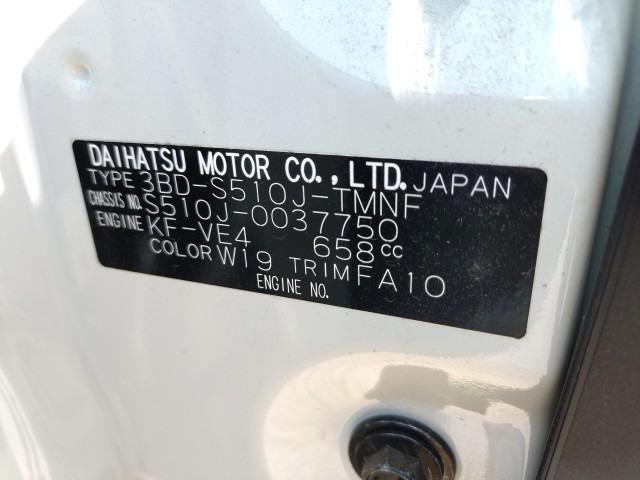 DAIHATSU MOTOR CO.,LTD. JAPAN
TYPE 3BD-S510J-TMNF
CHASSIS NO. S510J-0037750
ENGINE KF-VE4 658cc
COLOR W19 TRIM FA10
ENGINE NO.